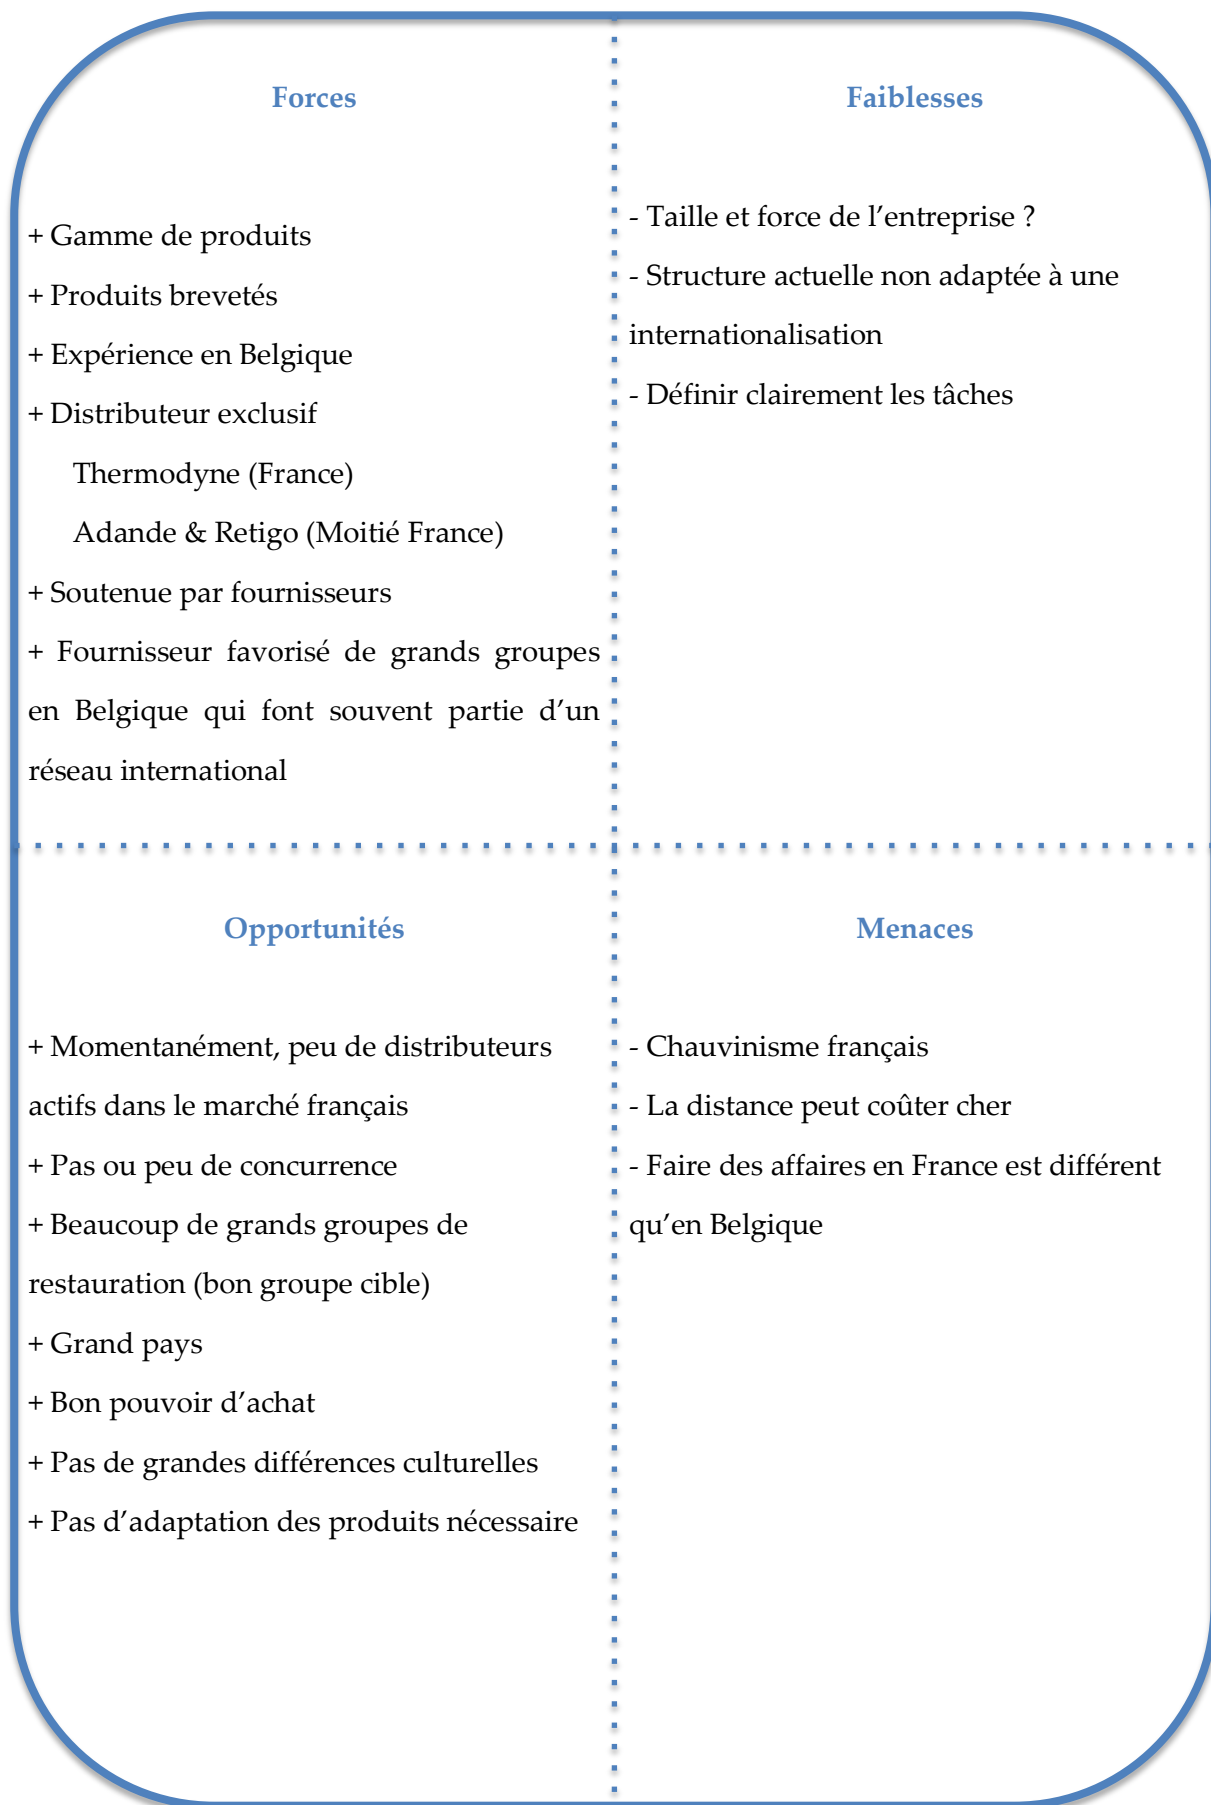 Forces
+ Gamme de produits
+ Produits brevetés
+ Expérience en Belgique
+ Distributeur exclusif
Thermodyne (France)
Adande & Retigo (Moitié France)
+ Soutenue par fournisseurs
+ Fournisseur favorisé de grands groupes
en Belgique qui font souvent partie d’un
réseau international
Faiblesses
- Taille et force de l’entreprise ?
- Structure actuelle non adaptée à une
internationalisation
- Définir clairement les tâches
Opportunités
+ Momentanément, peu de distributeurs
actifs dans le marché français
+ Pas ou peu de concurrence
+ Beaucoup de grands groupes de
restauration (bon groupe cible)
+ Grand pays
+ Bon pouvoir d’achat
+ Pas de grandes différences culturelles
+ Pas d’adaptation des produits nécessaire
Menaces
- Chauvinisme français
- La distance peut coûter cher
- Faire des affaires en France est différent
qu’en Belgique